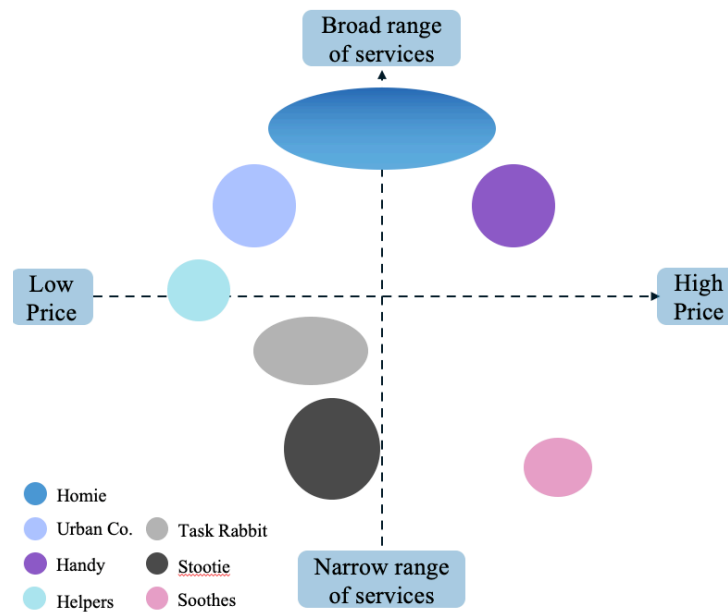 Broad range
of services
Low
Price
High
Price
Homie
Urban Co.
Task Rabbit
Handy
Stootie
Helpers
Soothes
Narrow range
of services